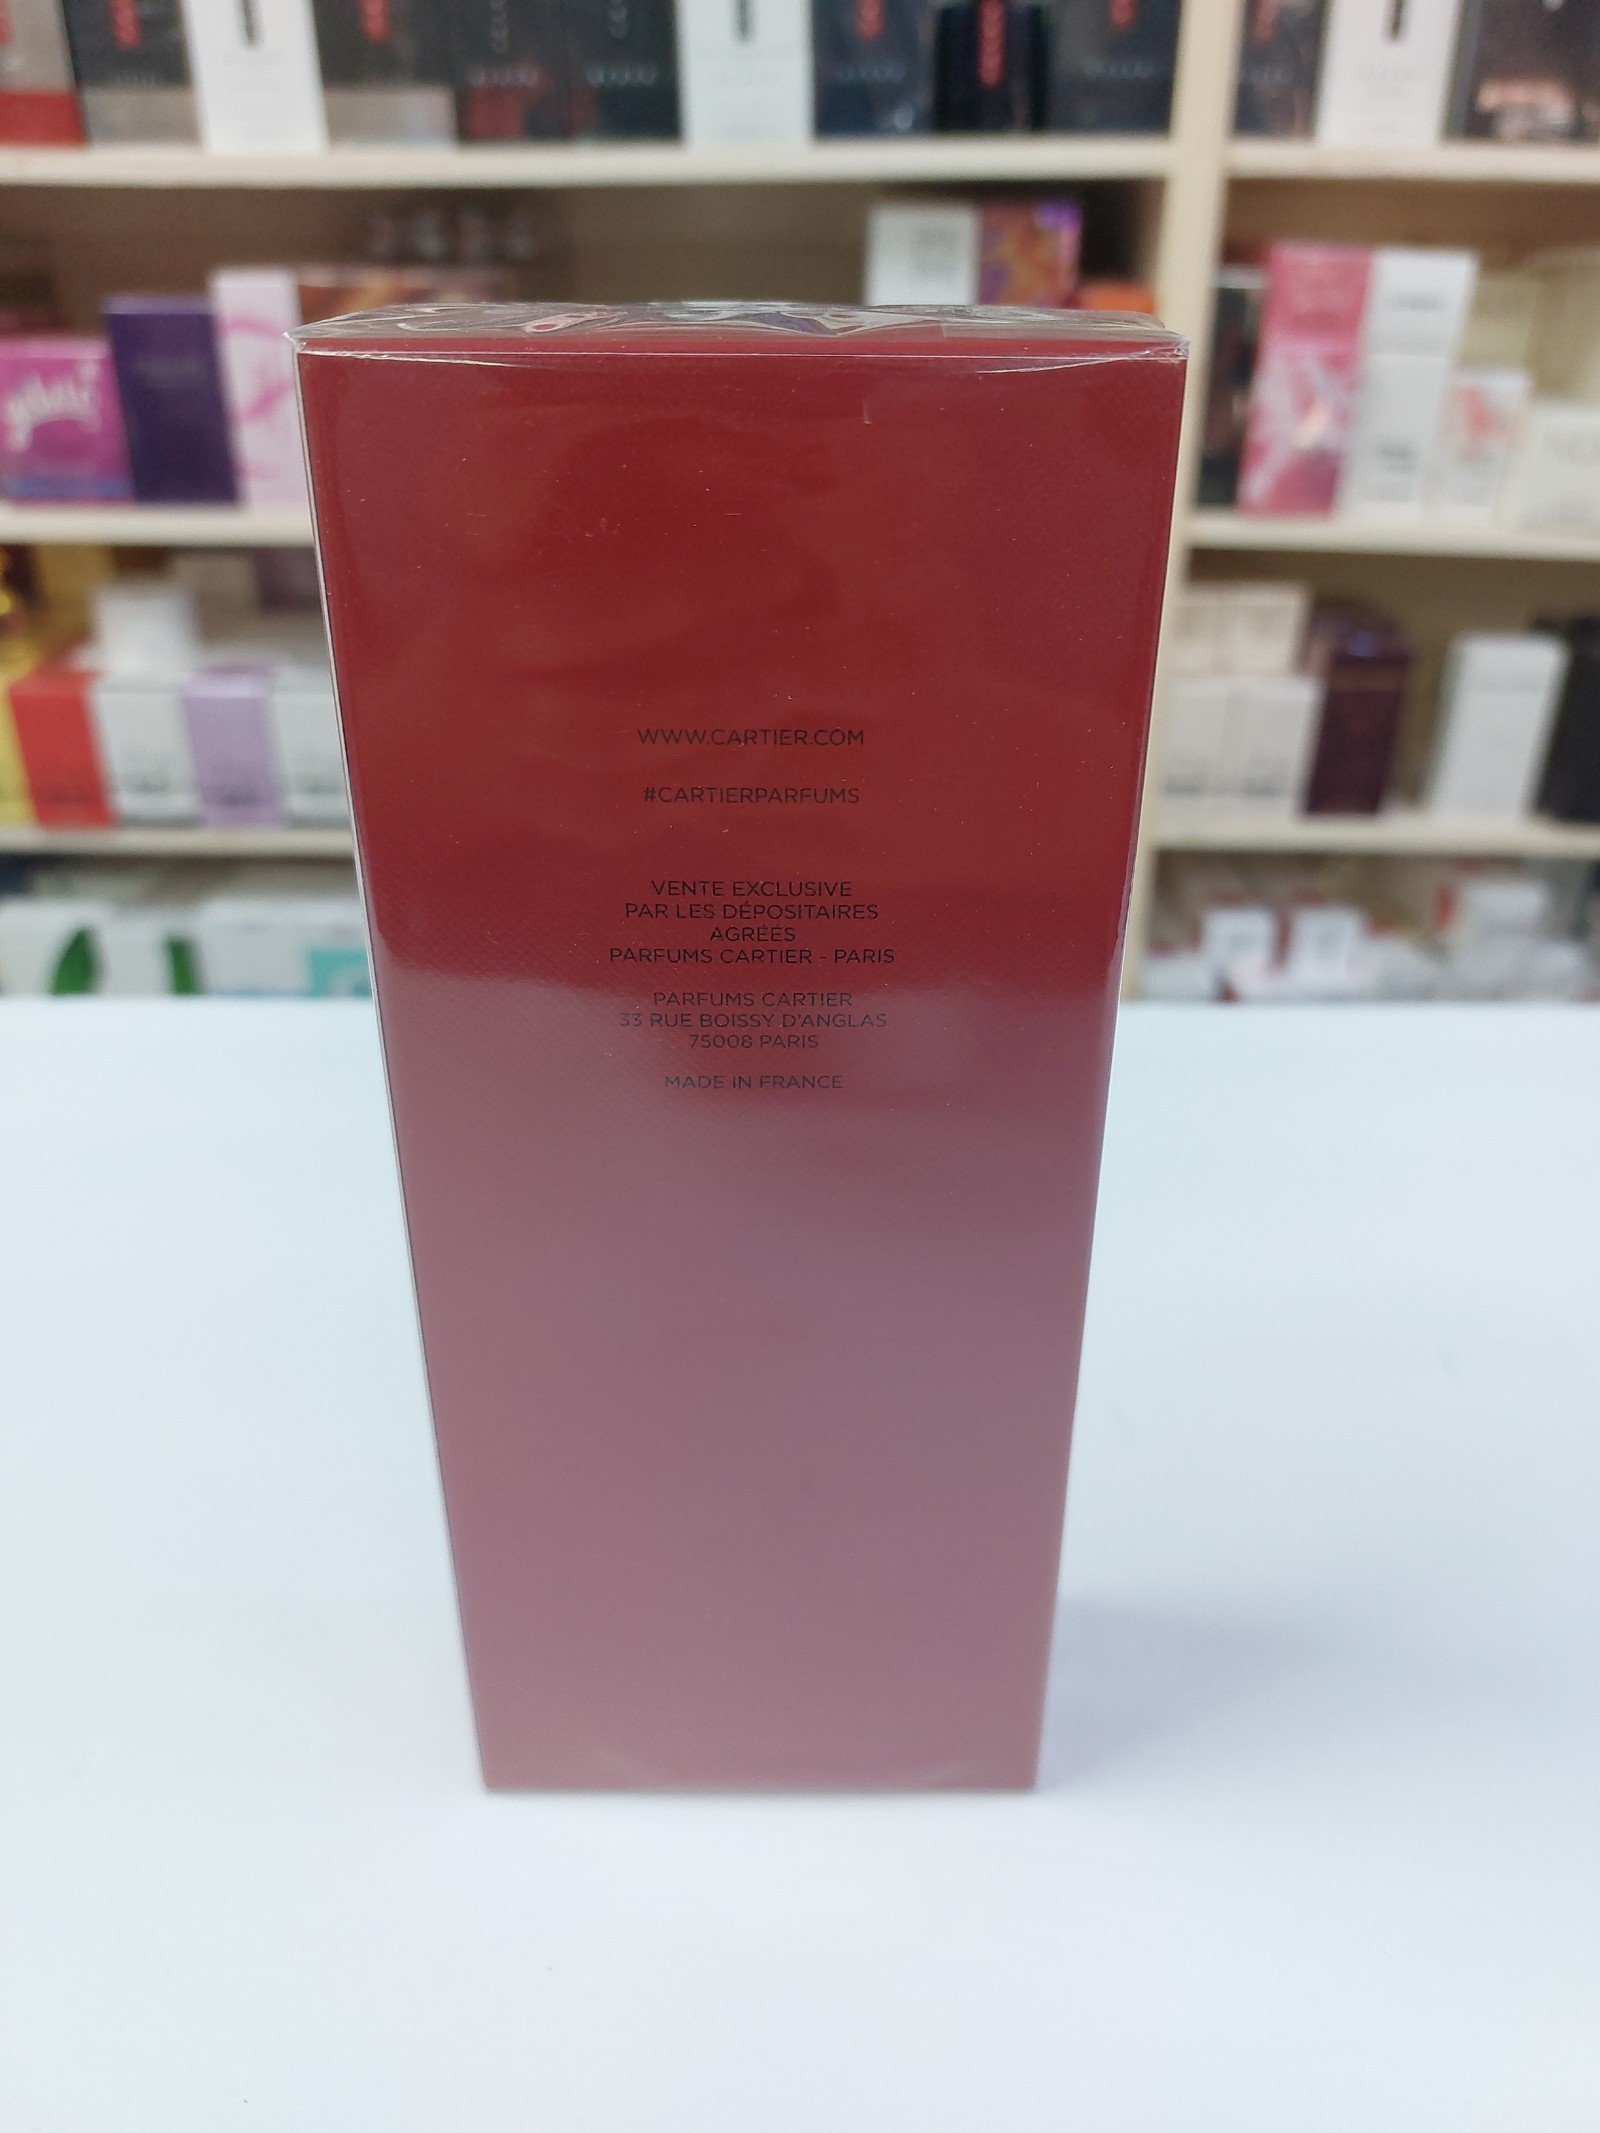 WWW.CARTIER.COM
#CARTIERPARFUMS
VENTE EXCLUSIVE
PAR LES DÉPOSITAIRES
AGRÉÉS
PARFUMS CARTIER - PARIS
PARFUMS CARTIER
33 RUE BOISSY D'ANGLAS
75008 PARIS
MADE IN FRANCE